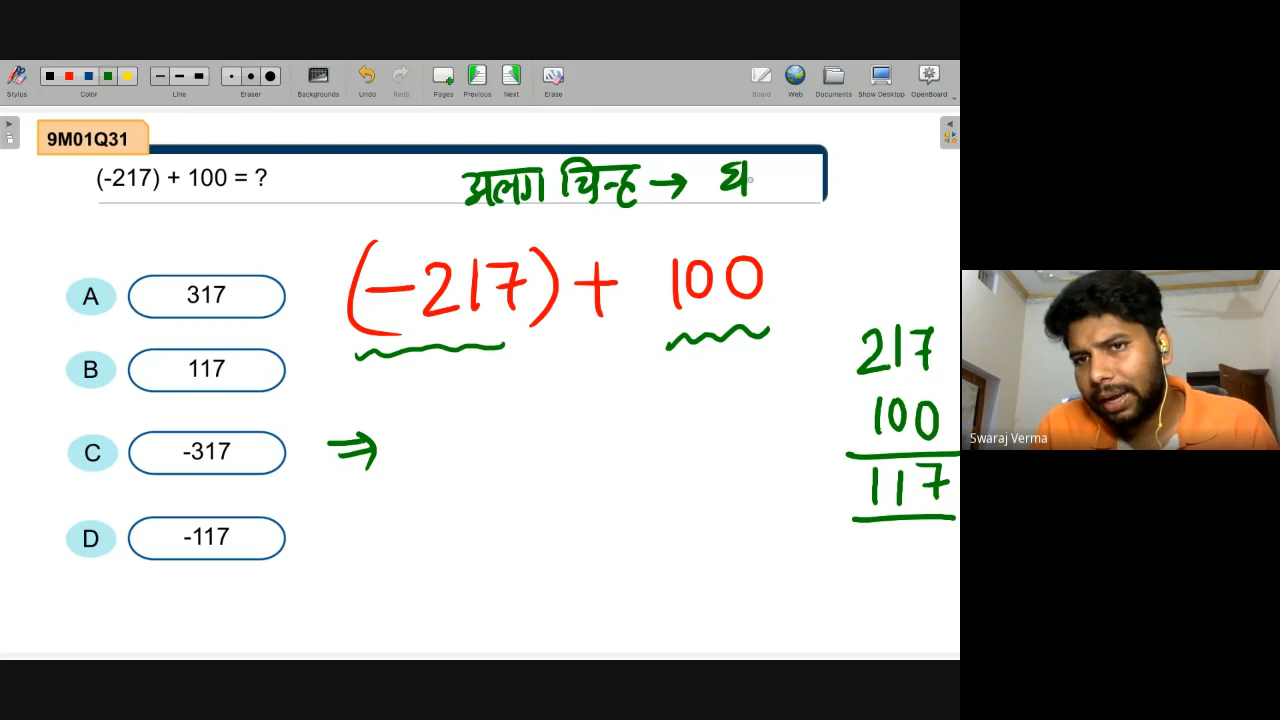 Stylus
Color
Line
Eraser
Backgrounds
Undo
Redo
Pages
Previous
Next
Erase
Board
Web
Documents
Show Desktop
OpenBoard
9M01Q31
(-217) + 100 = ?
अलग चिन्ह → घ
(-217) + 100
A 317
B 117
C -317
D -117
⇒
217
100
117
Swaraj Verma